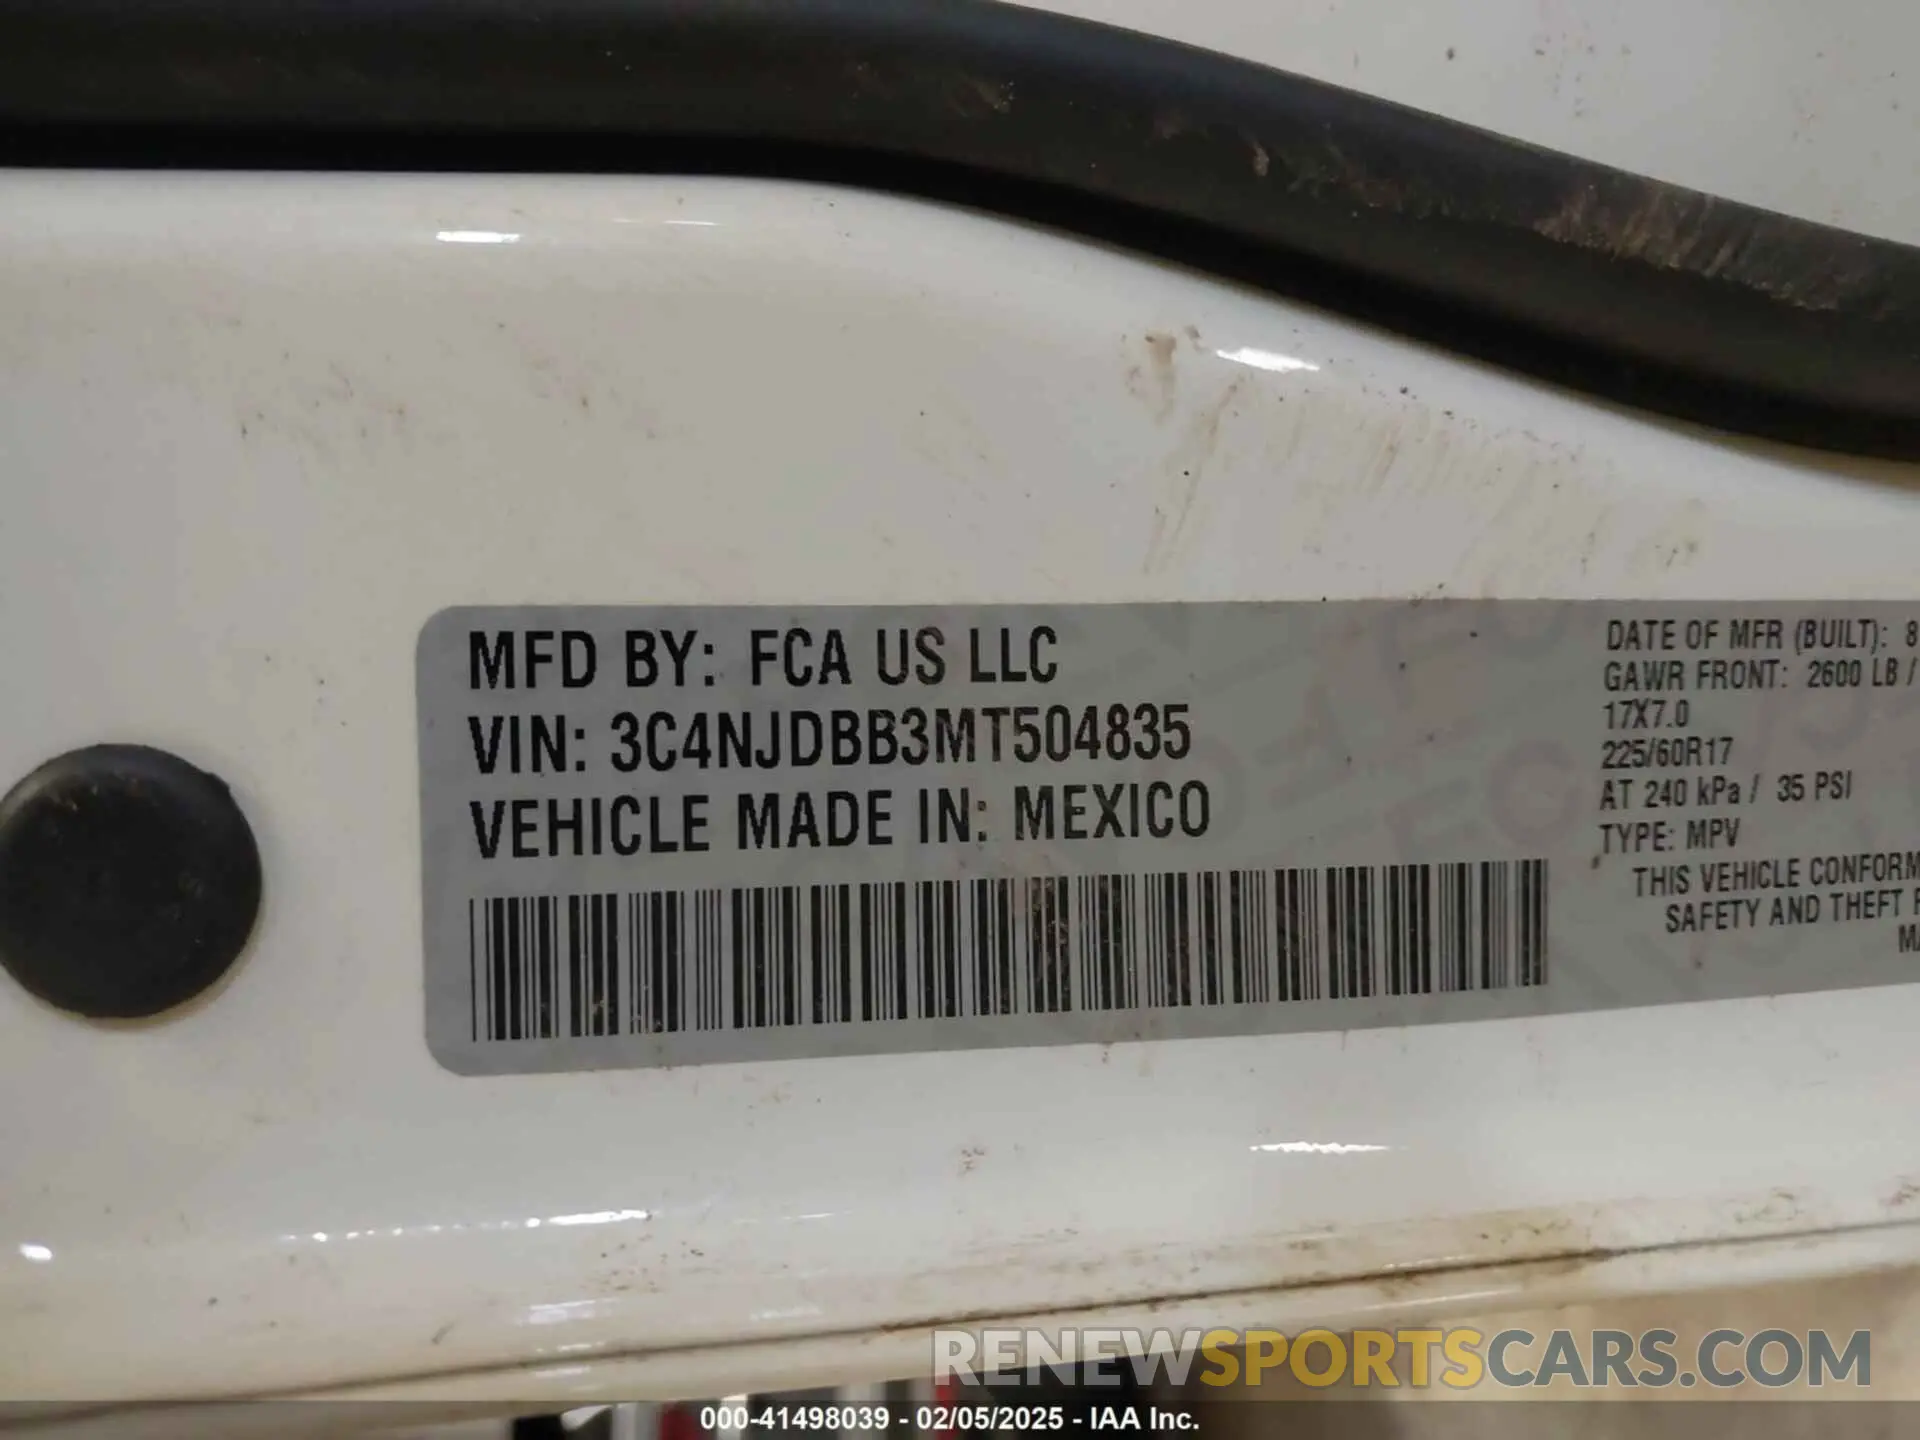 MFD BY: FCA US LLC
VIN: 3C4NJDBB3MT504835
VEHICLE MADE IN: MEXICO
DATE OF MFR (BUILT): 8
GAWR FRONT: 2600 LB /
17X7.0
225/60R17
AT 240 kPa / 35 PSI
TYPE: MPV
THIS VEHICLE CONFORM
SAFETY AND THEFT P
MA
RENEWSPORTSCARS.COM
000-41498039 - 02/05/2025 - IAA Inc.